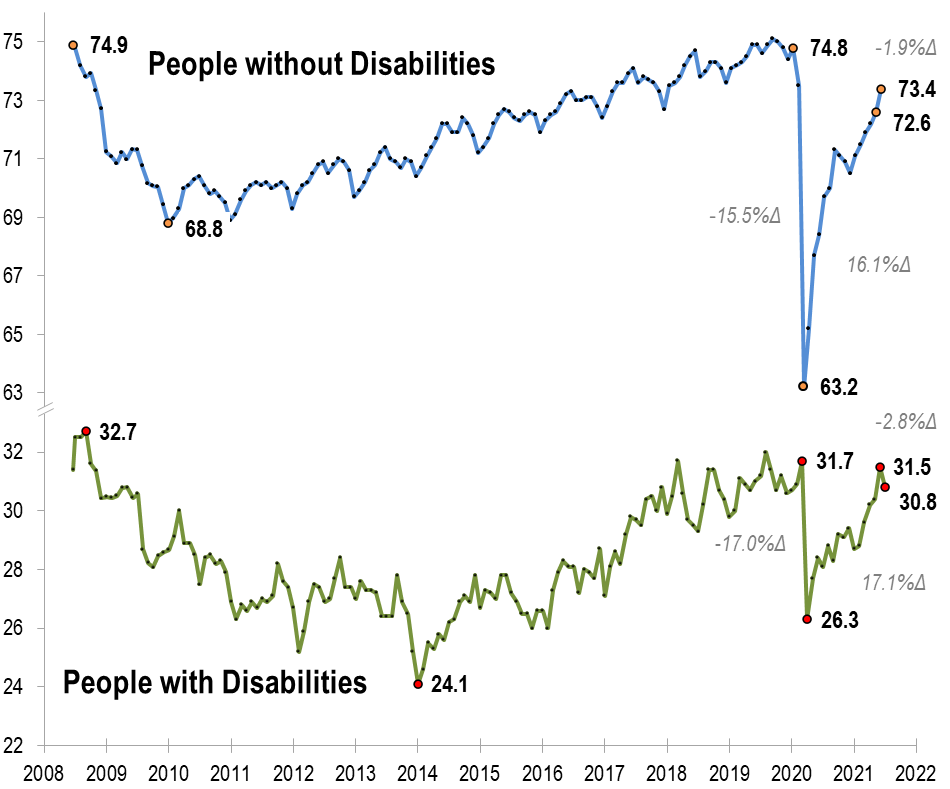 75
74.9
People without Disabilities
74.8
-1.9%Δ
73.4
73
72.6
71
69
68.8
-15.5%Δ
67
16.1%Δ
65
63
63.2
-2.8%Δ
32.7
32
31.7
31.5
30
30.8
-17.0%Δ
28
17.1%Δ
26
26.3
People with Disabilities
24
24.1
22
2008 2009 2010 2011 2012 2013 2014 2015 2016 2017 2018 2019 2020 2021 2022